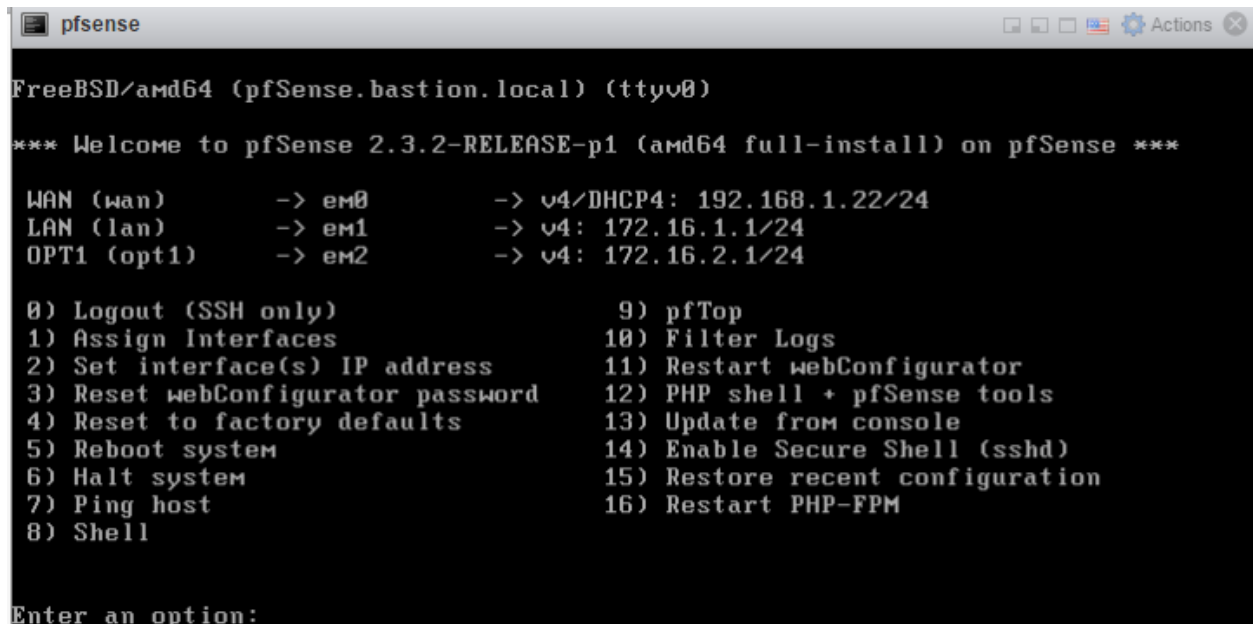 pfsense
Actions
FreeBSD/amd64 (pfSense.bastion.local) (ttyv0)
*** Welcome to pfSense 2.3.2-RELEASE-p1 (amd64 full-install) on pfSense ***
WAN (wan) -> em0 -> v4/DHCP4: 192.168.1.22/24
LAN (lan) -> em1 -> v4: 172.16.1.1/24
OPT1 (opt1) -> em2 -> v4: 172.16.2.1/24
0) Logout (SSH only) 9) pfTop
1) Assign Interfaces 10) Filter Logs
2) Set interface(s) IP address 11) Restart webConfigurator
3) Reset webConfigurator password 12) PHP shell + pfSense tools
4) Reset to factory defaults 13) Update from console
5) Reboot system 14) Enable Secure Shell (sshd)
6) Halt system 15) Restore recent configuration
7) Ping host 16) Restart PHP-FPM
8) Shell
Enter an option: